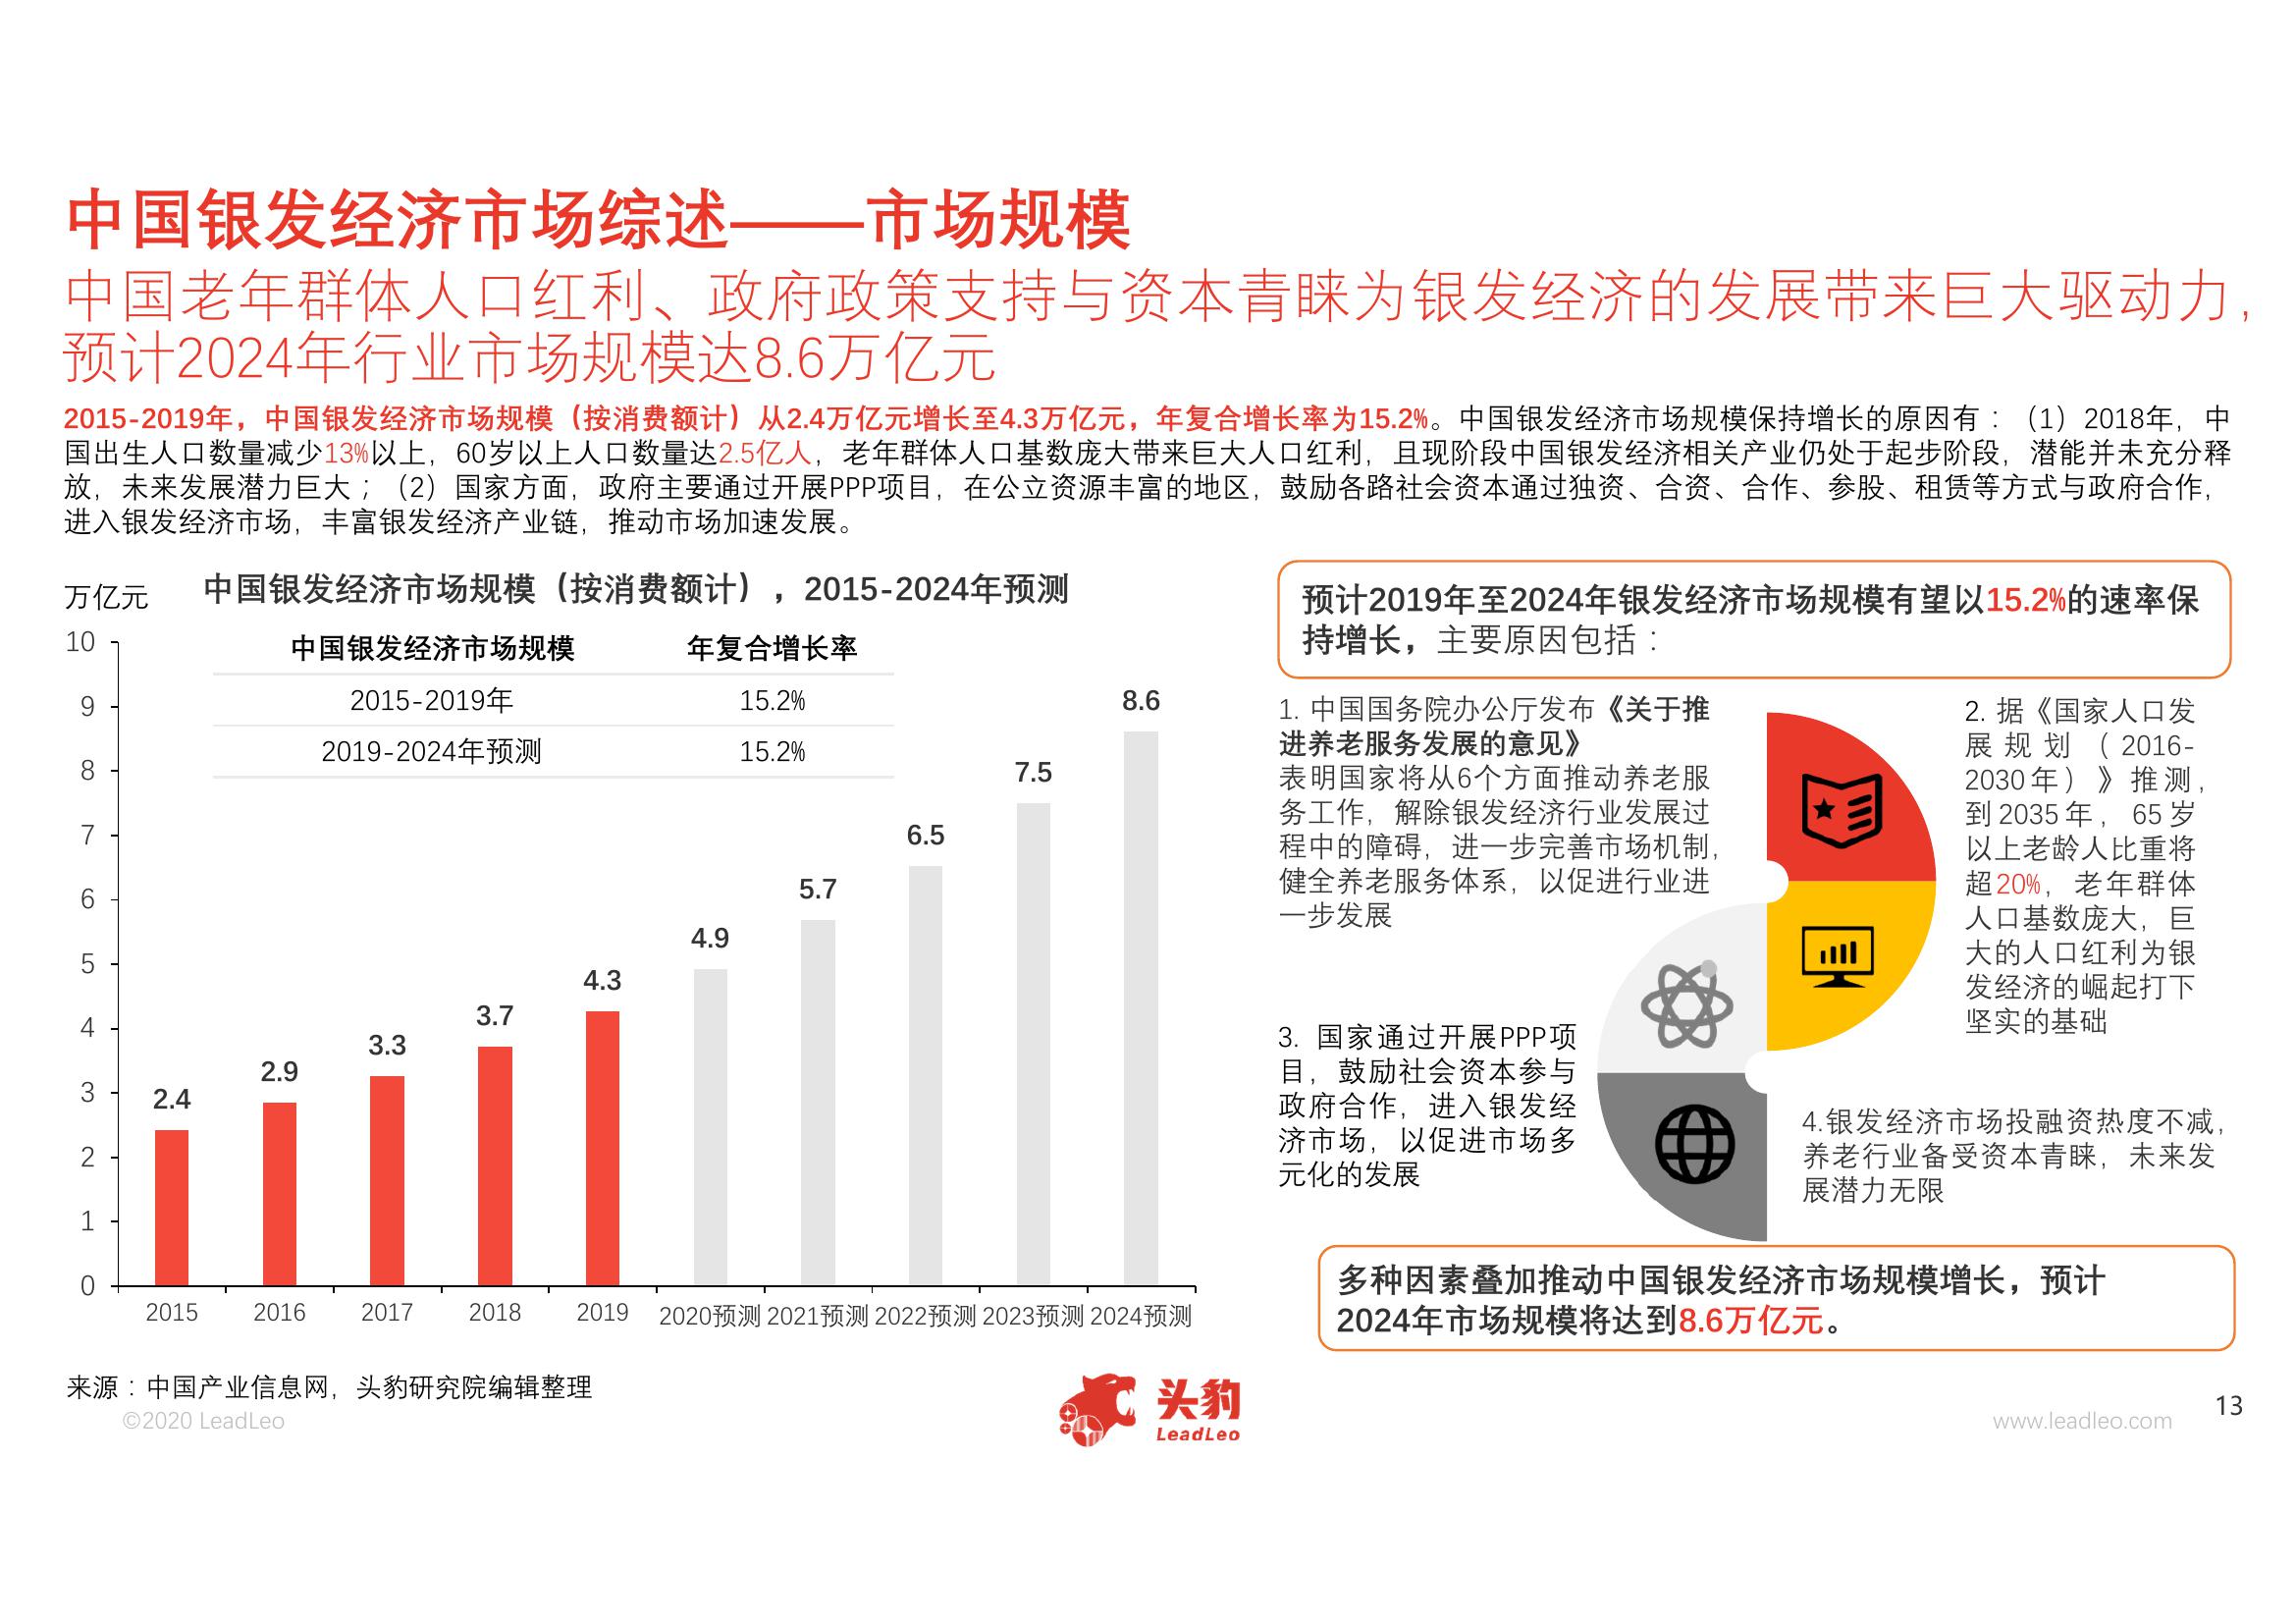 中国银发经济市场综述——市场规模
中国老年群体人口红利、政府政策支持与资本青睐为银发经济的发展带来巨大驱动力，
预计2024年行业市场规模达8.6万亿元
2015-2019年，中国银发经济市场规模（按消费额计）从2.4万亿元增长至4.3万亿元，年复合增长率为15.2%。中国银发经济市场规模保持增长的原因有：（1）2018年，中
国出生人口数量减少13%以上，60岁以上人口数量达2.5亿人，老年群体人口基数庞大带来巨大人口红利，且现阶段中国银发经济相关产业仍处于起步阶段，潜能并未充分释
放，未来发展潜力巨大；（2）国家方面，政府主要通过开展PPP项目，在公立资源丰富的地区，鼓励各路社会资本通过独资、合资、合作、参股、租赁等方式与政府合作，
进入银发经济市场，丰富银发经济产业链，推动市场加速发展。
万亿元
中国银发经济市场规模（按消费额计），2015-2024年预测
中国银发经济市场规模 年复合增长率
2015-2019年 15.2%
2019-2024年预测 15.2%
10
9
8
7
6
5
4
3
2
1
0
2.4
2.9
3.3
3.7
4.3
4.9
5.7
6.5
7.5
8.6
2015 2016 2017 2018 2019 2020预测 2021预测 2022预测 2023预测 2024预测
预计2019年至2024年银发经济市场规模有望以15.2%的速率保
持增长，主要原因包括：
1. 中国国务院办公厅发布《关于推
进养老服务发展的意见》
表明国家将从6个方面推动养老服
务工作，解除银发经济行业发展过
程中的障碍，进一步完善市场机制，
健全养老服务体系，以促进行业进
一步发展
2. 据《国家人口发
展规划（2016-
2030年）》推测，
到2035年，65岁
以上老龄人比重将
超20%，老年群体
人口基数庞大，巨
大的人口红利为银
发经济的崛起打下
坚实的基础
3. 国家通过开展PPP项
目，鼓励社会资本参与
政府合作，进入银发经
济市场，以促进市场多
元化的发展
4.银发经济市场投融资热度不减，
养老行业备受资本青睐，未来发
展潜力无限
多种因素叠加推动中国银发经济市场规模增长，预计
2024年市场规模将达到8.6万亿元。
来源：中国产业信息网，头豹研究院编辑整理
©2020 LeadLeo
头豹
LeadLeo
www.leadleo.com
13